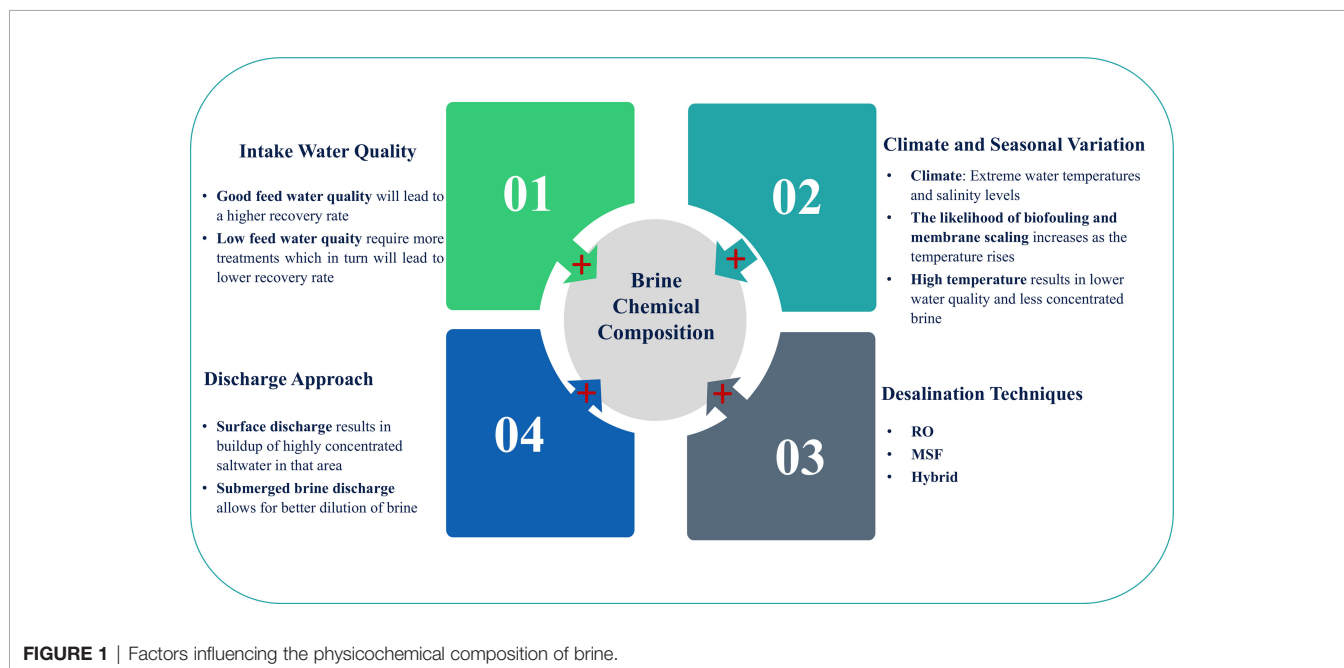 Intake Water Quality
• Good feed water quality will lead to
a higher recovery rate
• Low feed water quaity require more
treatments which in turn will lead to
lower recovery rate
01
02
Climate and Seasonal Variation
• Climate: Extreme water temperatures
and salinity levels
• The likelihood of biofouling and
membrane scaling increases as the
temperature rises
• High temperature results in lower
water quality and less concentrated
brine
+
+
Brine
Chemical
Composition
+
+
Discharge Approach
• Surface discharge results in
buildup of highly concentrated
saltwater in that area
• Submerged brine discharge
allows for better dilution of brine
04
03
Desalination Techniques
• RO
• MSF
• Hybrid
FIGURE 1 | Factors influencing the physicochemical composition of brine.